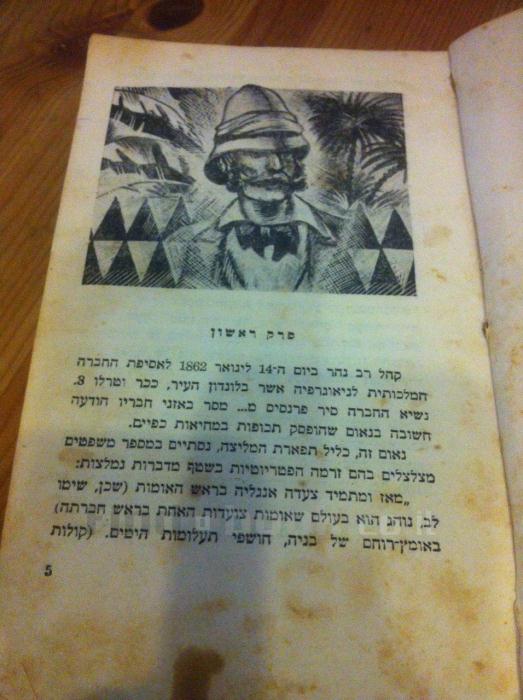 פרק ראשון
קהל רב נהר ביום ה-14 לינואר 1862 לאסיפת החברה
המלכותית לגיאוגרפיה אשר בלונדון העיר, ככר וטרלו 3.
נשיא החברה סיר פרנסיס מ... מסר באזני חבריו הודעה
חשובה בנאום שהופסק תכופות במחיאות כפיים.
נאום זה, כליל תפארת המליצה, נסתיים במספר משפטים
מצלצלים בהם זרמה הפטריוטיות בשטף מדברות נמלצות:
„מאז ומתמיד צעדה אנגליה בראש האומות (שכן, שימו
לב, נוהג הוא בעולם שאומות צועדות האחת בראש חברתה)
באומץ-רוחם של בניה, חושפי תעלומות הימים. (קולות
5